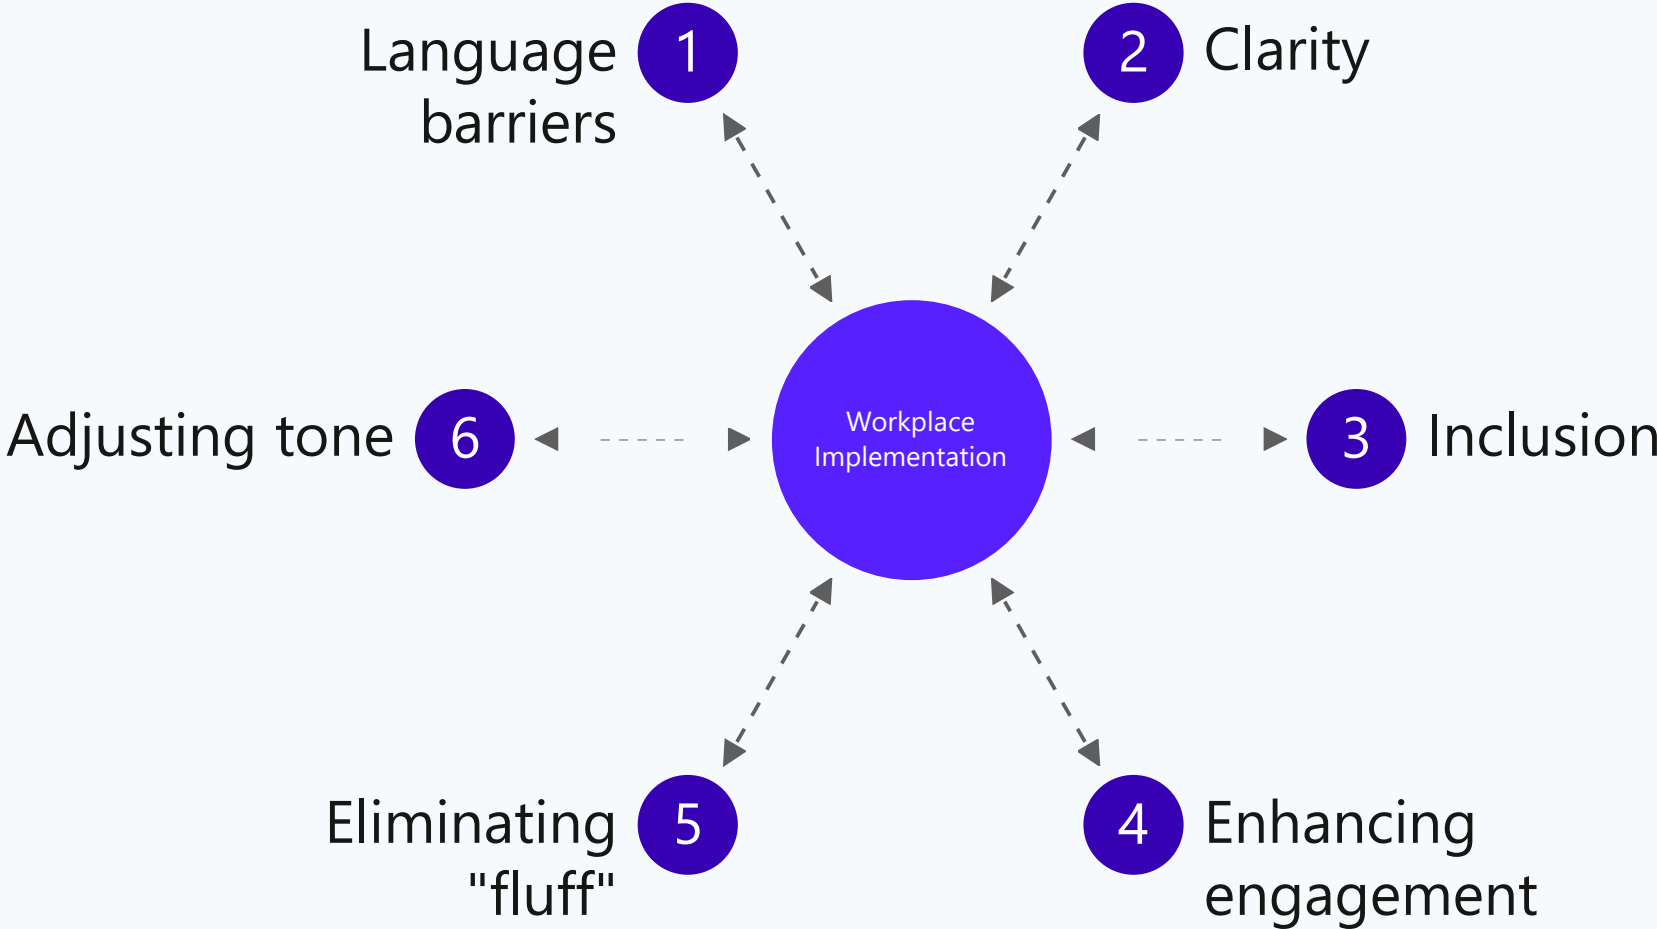 Language
barriers
1
2
Clarity
Adjusting tone
6
Workplace
Implementation
3
Inclusion
Eliminating
"fluff"
5
4
Enhancing
engagement